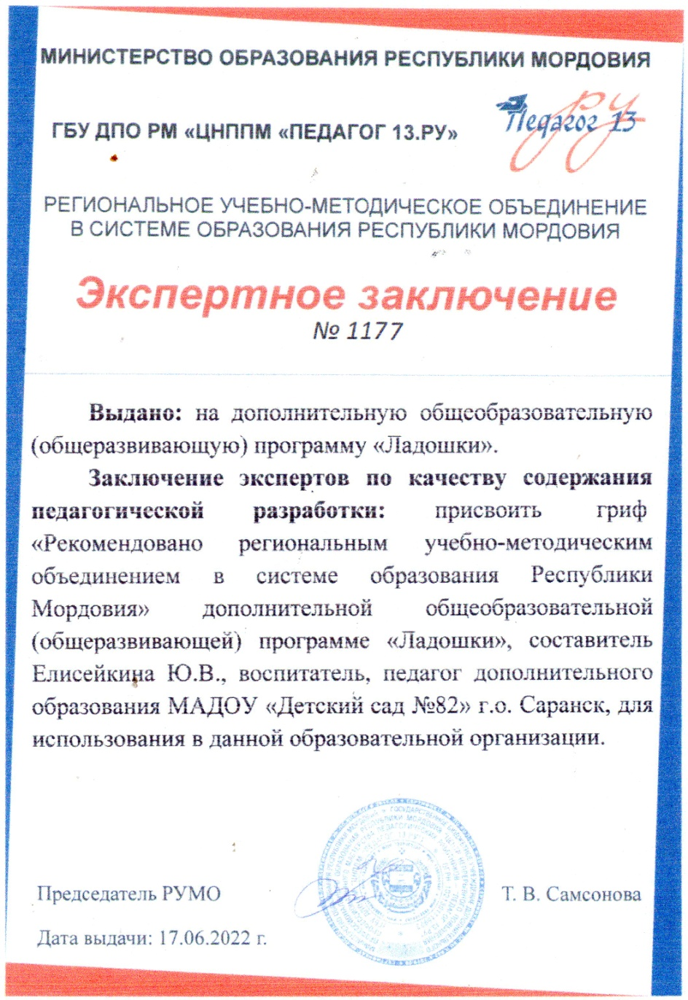 МИНИСТЕРСТВО ОБРАЗОВАНИЯ РЕСПУБЛИКИ МОРДОВИЯ
ГБУ ДПО РМ «ЦНППМ «ПЕДАГОГ 13.РУ»
Педагог 13 ру
РЕГИОНАЛЬНОЕ УЧЕБНО-МЕТОДИЧЕСКОЕ ОБЪЕДИНЕНИЕ
В СИСТЕМЕ ОБРАЗОВАНИЯ РЕСПУБЛИКИ МОРДОВИЯ
Экспертное заключение
№ 1177
Выдано: на дополнительную общеобразовательную
(общеразвивающую) программу «Ладошки».
Заключение экспертов по качеству содержания
педагогической разработки: присвоить гриф
«Рекомендовано региональным учебно-методическим
объединением в системе образования Республики
Мордовия» дополнительной общеобразовательной
(общеразвивающей) программе «Ладошки», составитель
Елисейкина Ю.В., воспитатель, педагог дополнительного
образования МАДОУ «Детский сад №82» г.о. Саранск, для
использования в данной образовательной организации.
Председатель РУМО
Т. В. Самсонова
Дата выдачи: 17.06.2022 г.